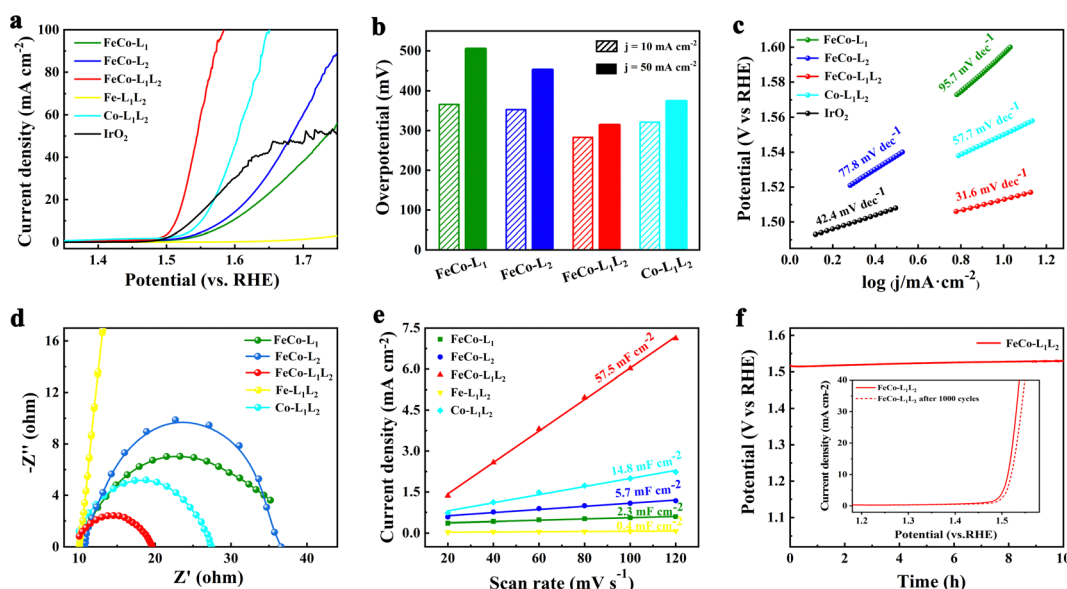 a
Current density (mA cm⁻²)
100
80
60
40
20
0
FeCo-L₁
FeCo-L₂
FeCo-L₁L₂
Fe-L₁L₂
Co-L₁L₂
IrO₂
1.4
1.5
1.6
1.7
Potential (vs. RHE)
b
Overpotential (mV)
500
400
300
200
100
0
j = 10 mA cm⁻²
j = 50 mA cm⁻²
FeCo-L₁
FeCo-L₂
FeCo-L₁L₂
Co-L₁L₂
c
Potential (V vs RHE)
1.60
1.56
1.52
1.50
FeCo-L₁
FeCo-L₂
FeCo-L₁L₂
Co-L₁L₂
IrO₂
95.7 mV dec⁻¹
57.7 mV dec⁻¹
77.8 mV dec⁻¹
31.6 mV dec⁻¹
42.4 mV dec⁻¹
0.0
0.2
0.4
0.6
0.8
1.0
1.2
log (j/mA·cm⁻²)
d
-Z'' (ohm)
16
12
8
4
0
FeCo-L₁
FeCo-L₂
FeCo-L₁L₂
Fe-L₁L₂
Co-L₁L₂
10
20
30
40
Z' (ohm)
e
Current density (mA cm⁻²)
7.5
6.0
4.5
3.0
1.5
0.0
FeCo-L₁
FeCo-L₂
FeCo-L₁L₂
Fe-L₁L₂
Co-L₁L₂
57.5 mF cm⁻²
14.8 mF cm⁻²
5.7 mF cm⁻²
2.3 mF cm⁻²
20
40
60
80
100
120
Scan rate (mV s⁻¹)
f
Potential (V vs RHE)
1.6
1.5
1.4
1.3
1.2
1.1
FeCo-L₁L₂
Current density (mA cm-2)
40
30
20
10
0
FeCo-L₁L₂
FeCo-L₁L₂ after 1000 cycles
1.2
1.3
1.4
1.5
Potential (vs.RHE)
0
2
4
6
8
10
Time (h)